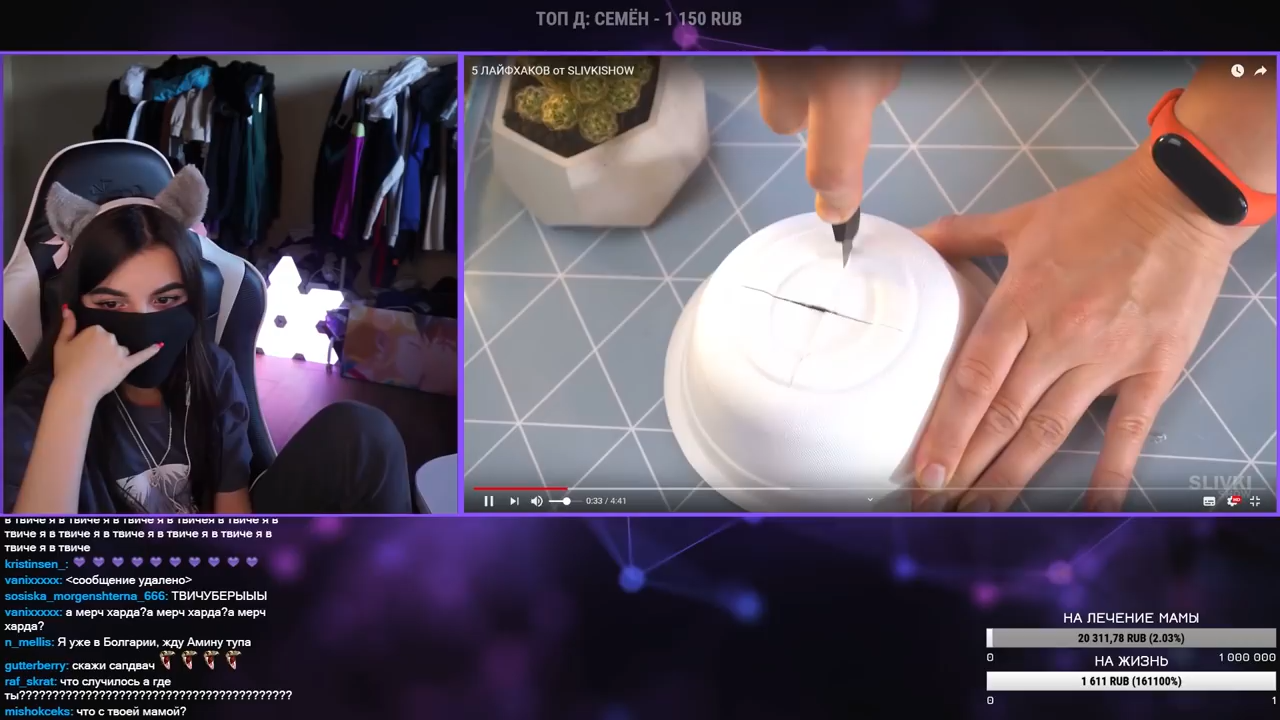 ТОП Д: СЕМЁН - 1 150 RUB
5 ЛАЙФХАКОВ от SLIVKISHOW
SLIVKI
0:33 / 4:41
HD
в твиче я в твиче я в твиче я в твичея в твиче я в
твиче я в твиче я в твиче я в твиче я в твиче я в
твиче я в твиче
kristinsen_:
vanixxxxx: <сообщение удалено>
sosiska_morgenshterna_666: ТВИЧУБЕРЫЫЫ
vanixxxxx: а мерч харда?а мерч харда?а мерч
харда?
n_mellis: Я уже в Болгарии, жду Амину тупа
gutterberry: скажи сапдвач
raf_skrat: что случилось а где
ты???????????????????????????????????????????
mishokceks: что с твоей мамой?
НА ЛЕЧЕНИЕ МАМЫ
20 311,78 RUB (2.03%)
0 1 000 000
НА ЖИЗНЬ
1 611 RUB (161100%)
0 1